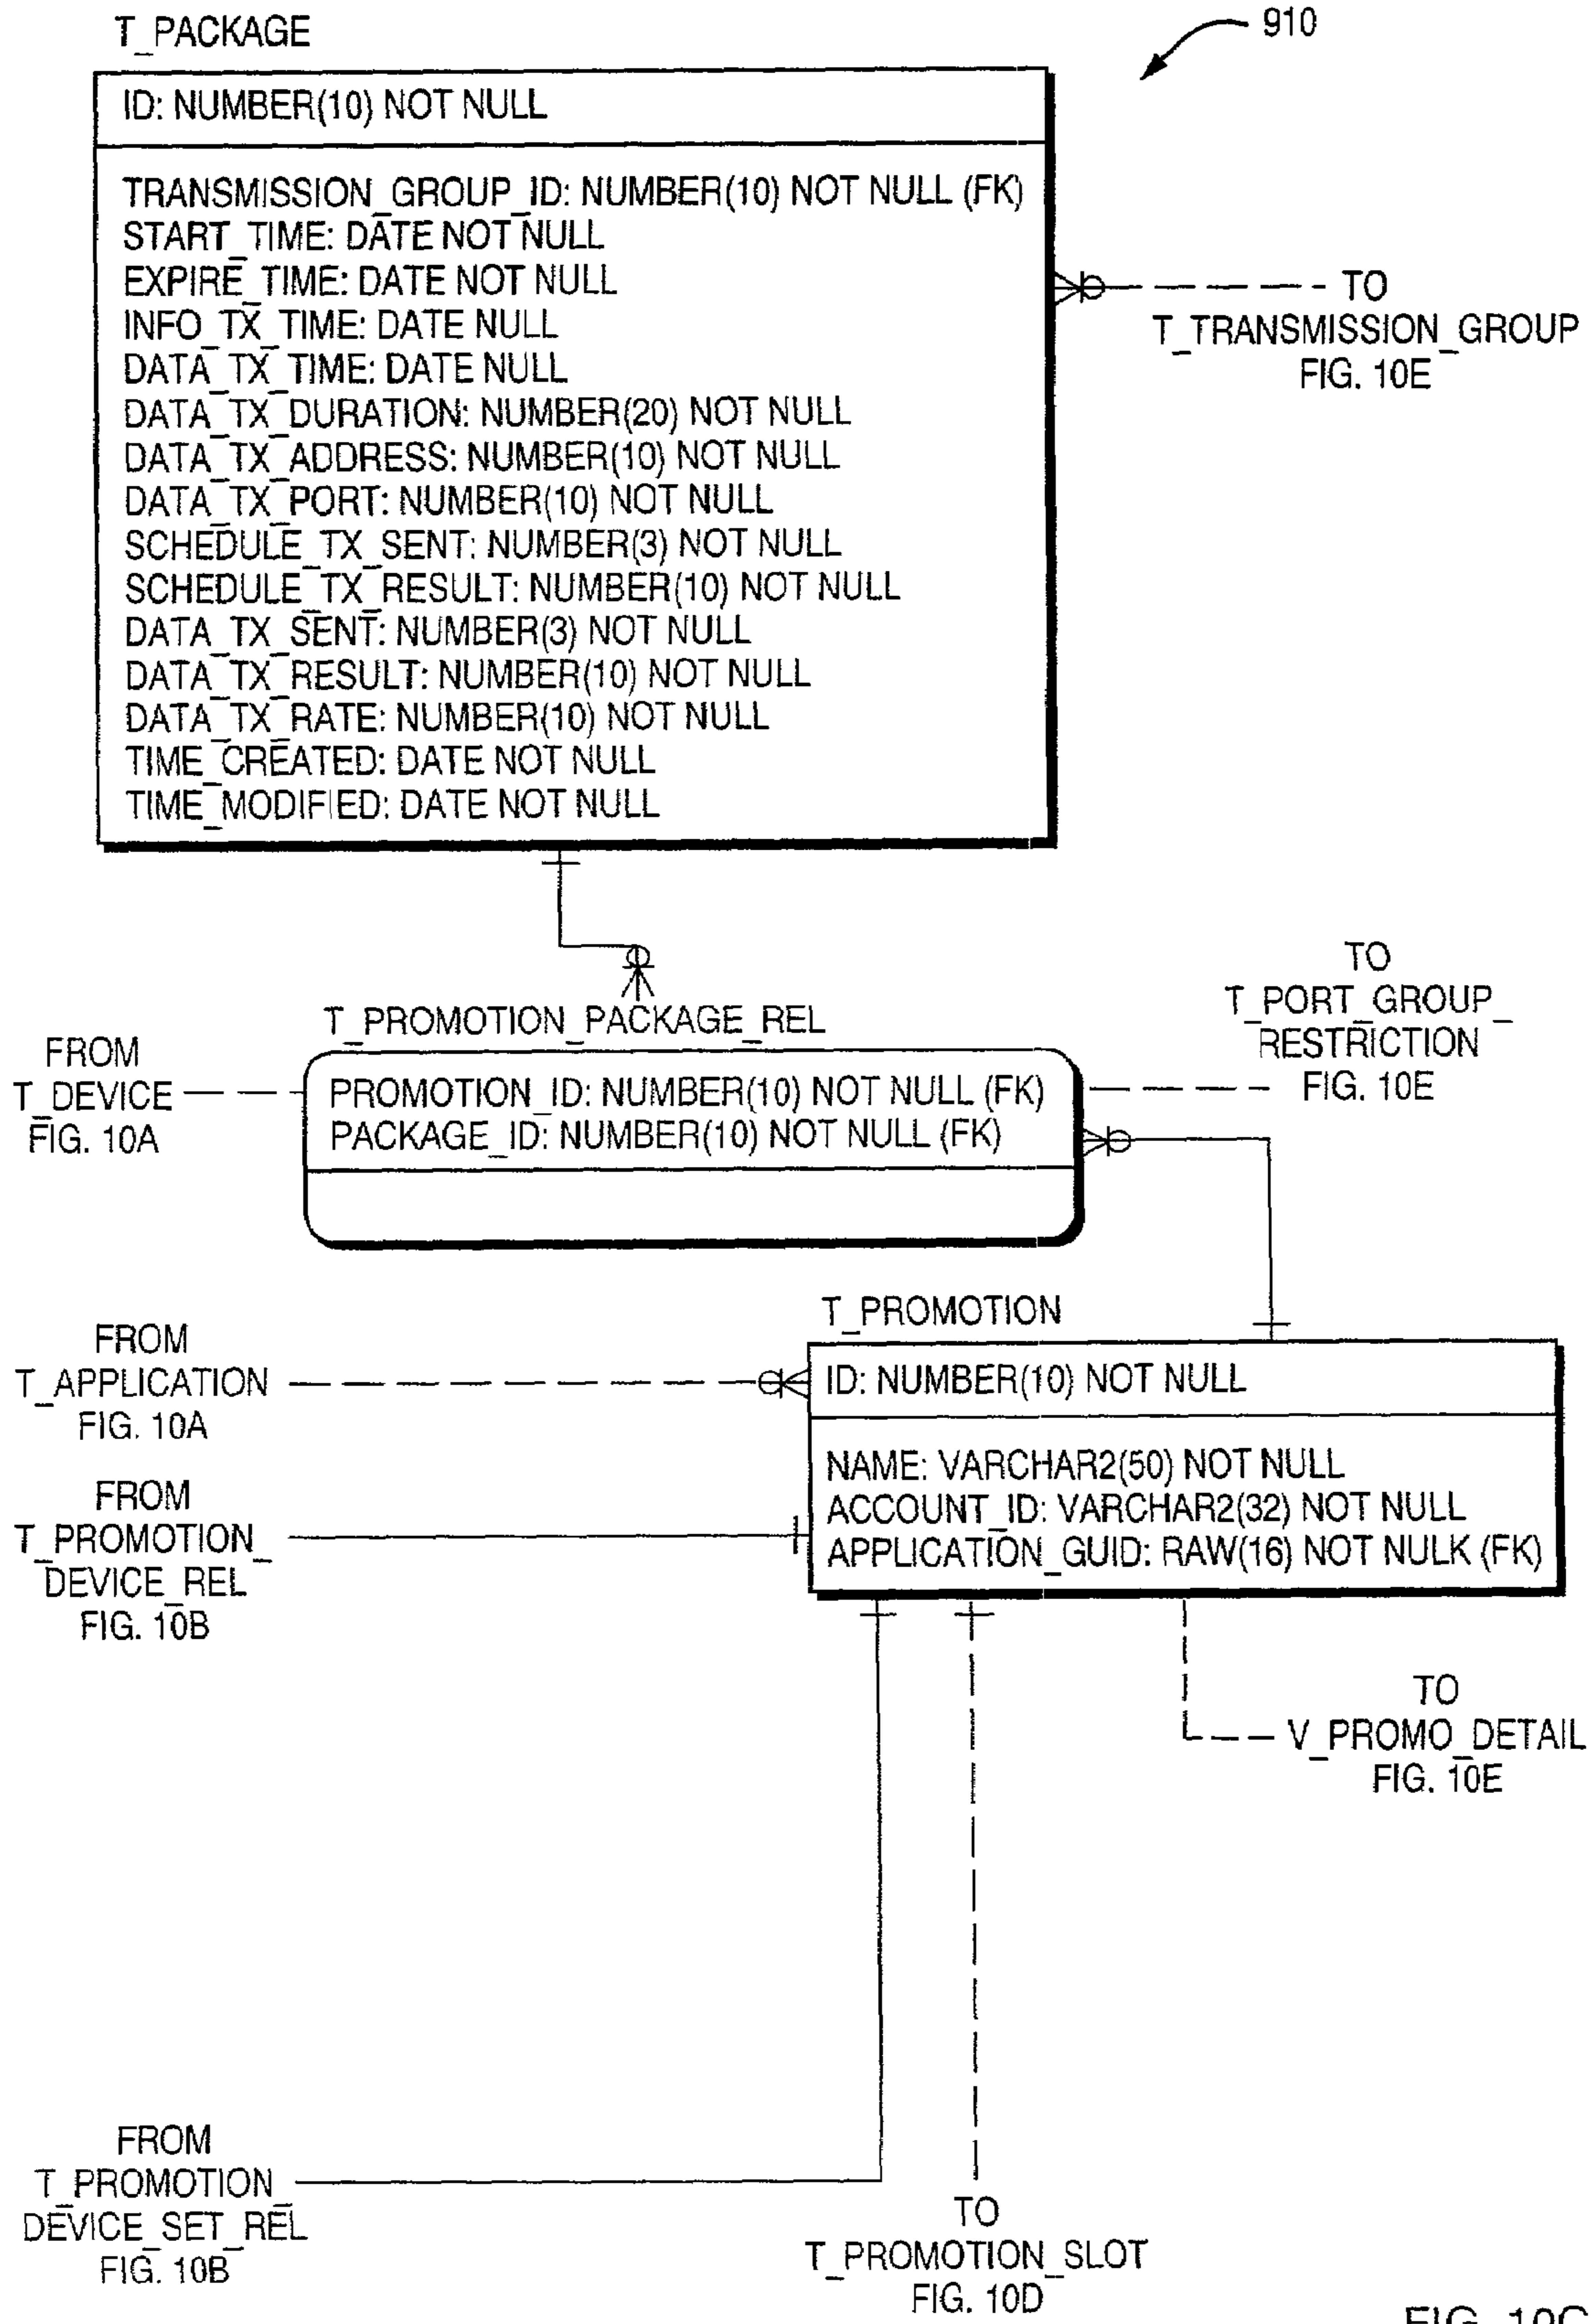 T_PACKAGE
910
ID: NUMBER(10) NOT NULL
TRANSMISSION_GROUP_ID: NUMBER(10) NOT NULL (FK)
START_TIME: DATE NOT NULL
EXPIRE_TIME: DATE NOT NULL
INFO_TX_TIME: DATE NULL
DATA_TX_TIME: DATE NULL
DATA_TX_DURATION: NUMBER(20) NOT NULL
DATA_TX_ADDRESS: NUMBER(10) NOT NULL
DATA_TX_PORT: NUMBER(10) NOT NULL
SCHEDULE_TX_SENT: NUMBER(3) NOT NULL
SCHEDULE_TX_RESULT: NUMBER(10) NOT NULL
DATA_TX_SENT: NUMBER(3) NOT NULL
DATA_TX_RESULT: NUMBER(10) NOT NULL
DATA_TX_RATE: NUMBER(10) NOT NULL
TIME_CREATED: DATE NOT NULL
TIME_MODIFIED: DATE NOT NULL
TO
T_TRANSMISSION_GROUP
FIG. 10E
T_PROMOTION_PACKAGE_REL
FROM
T_DEVICE
FIG. 10A
PROMOTION_ID: NUMBER(10) NOT NULL (FK)
PACKAGE_ID: NUMBER(10) NOT NULL (FK)
TO
T_PORT_GROUP_
RESTRICTION
FIG. 10E
T_PROMOTION
FROM
T_APPLICATION
FIG. 10A
ID: NUMBER(10) NOT NULL
NAME: VARCHAR2(50) NOT NULL
ACCOUNT_ID: VARCHAR2(32) NOT NULL
APPLICATION_GUID: RAW(16) NOT NULK (FK)
FROM
T_PROMOTION_
DEVICE_REL
FIG. 10B
TO
V_PROMO_DETAIL
FIG. 10E
FROM
T_PROMOTION_
DEVICE_SET_REL
FIG. 10B
TO
T_PROMOTION_SLOT
FIG. 10D
FIG. 10C